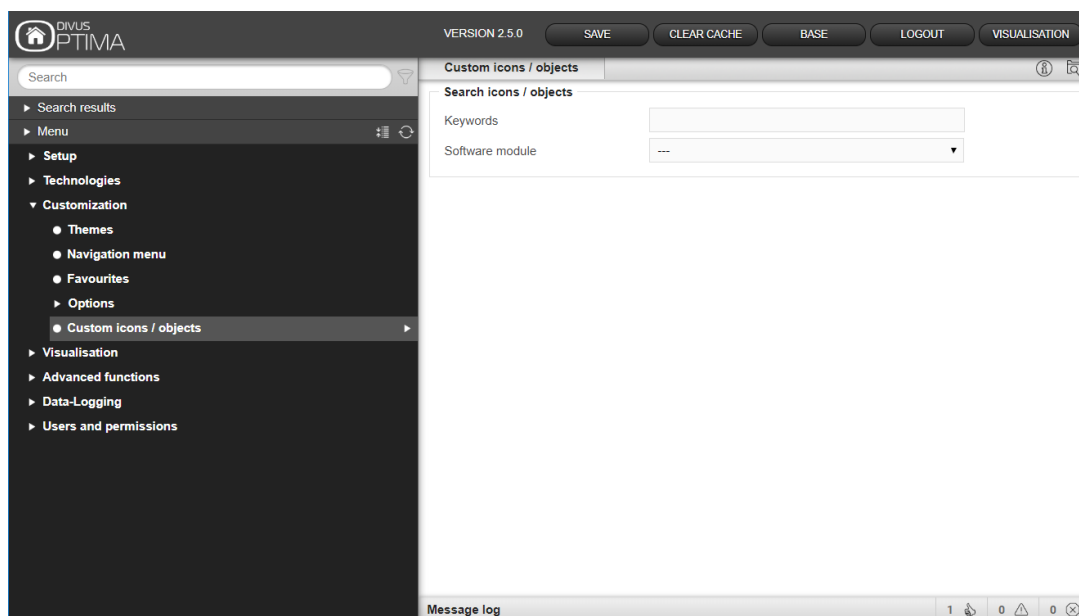 DIVUS
OPTIMA
VERSION 2.5.0
SAVE
CLEAR CACHE
BASE
LOGOUT
VISUALISATION
Search
Search results
Menu
Setup
Technologies
Customization
Themes
Navigation menu
Favourites
Options
Custom icons / objects
Visualisation
Advanced functions
Data-Logging
Users and permissions
Custom icons / objects
Search icons / objects
Keywords
Software module
---
Message log
1
0
0